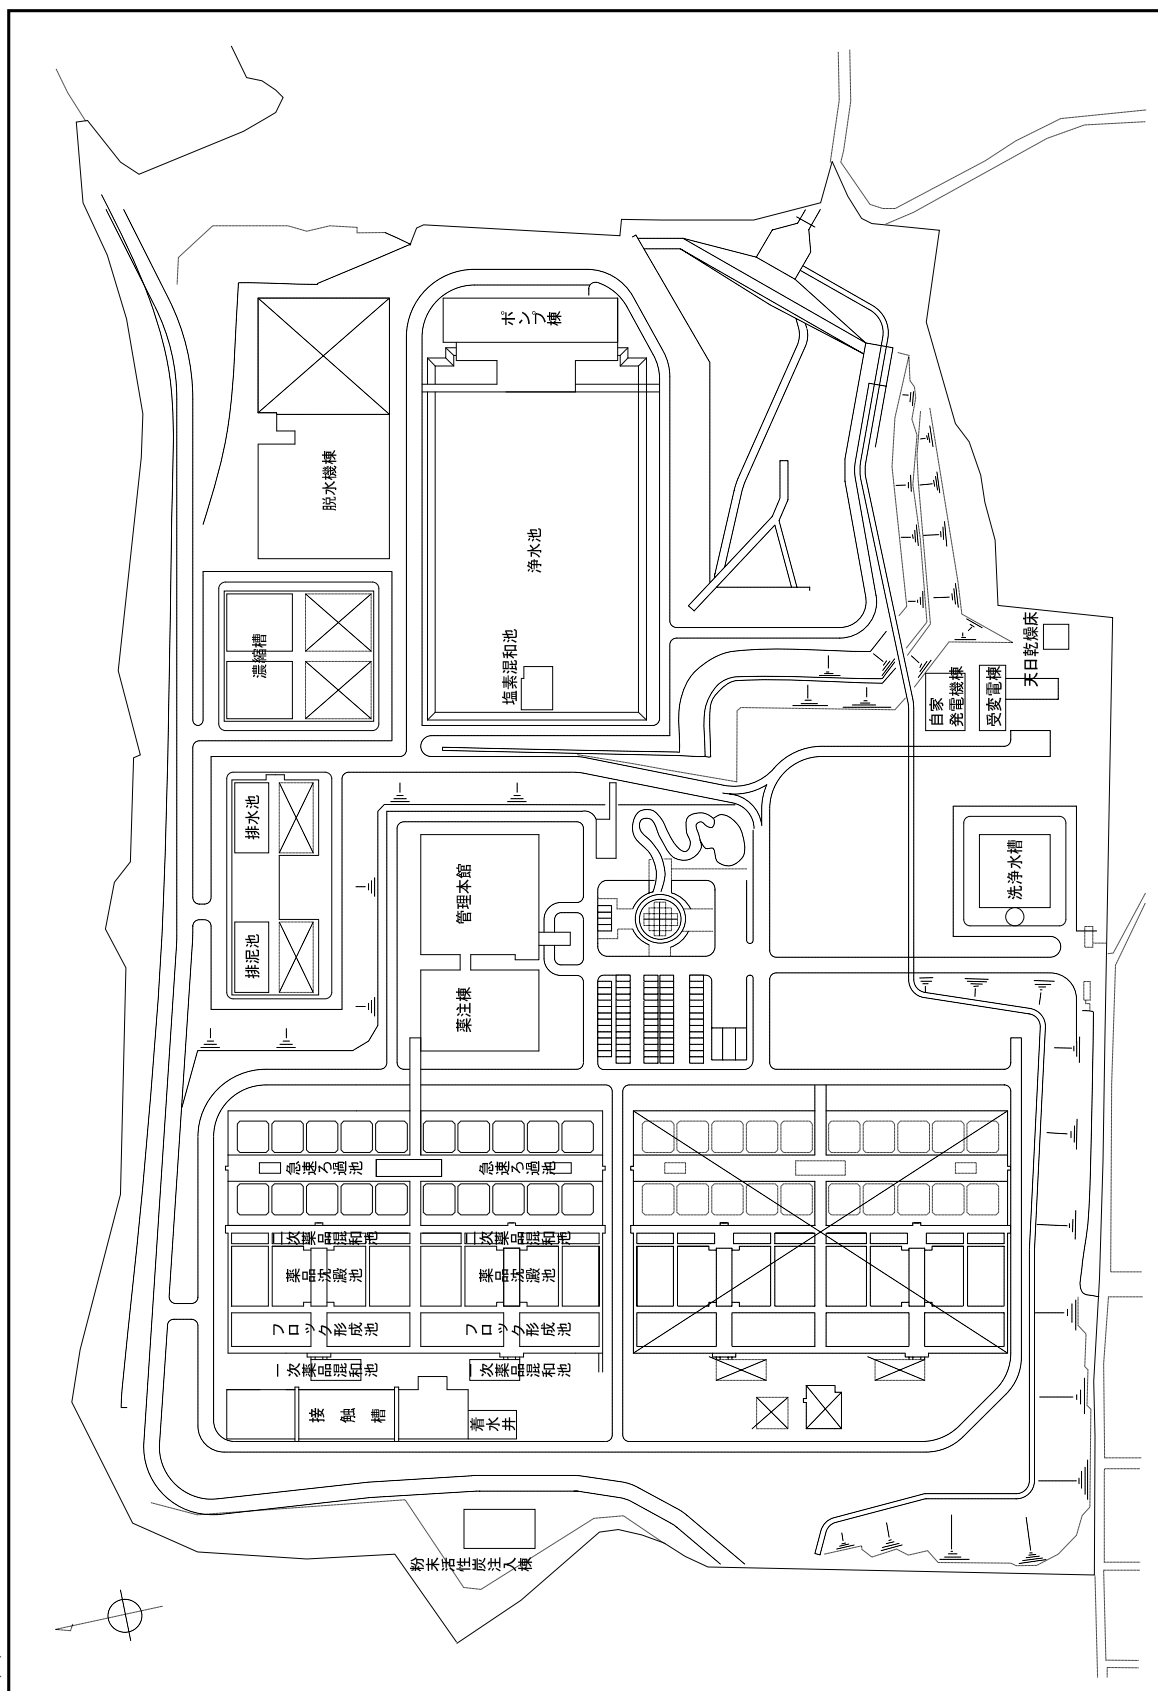 ポンプ棟
脱水機棟
浄水池
濃縮槽
塩素混和池
天日乾燥床
自家
発電機棟
受変電棟
排水池
洗浄水槽
管理本館
排泥池
薬注棟
急速ろ過池
急速ろ過池
二次薬品混和池
二次薬品混和池
薬品沈澱池
薬品沈澱池
フロック形成池
フロック形成池
一次薬品混和池
一次薬品混和池
接触槽
着水井
粉末活性炭注入棟